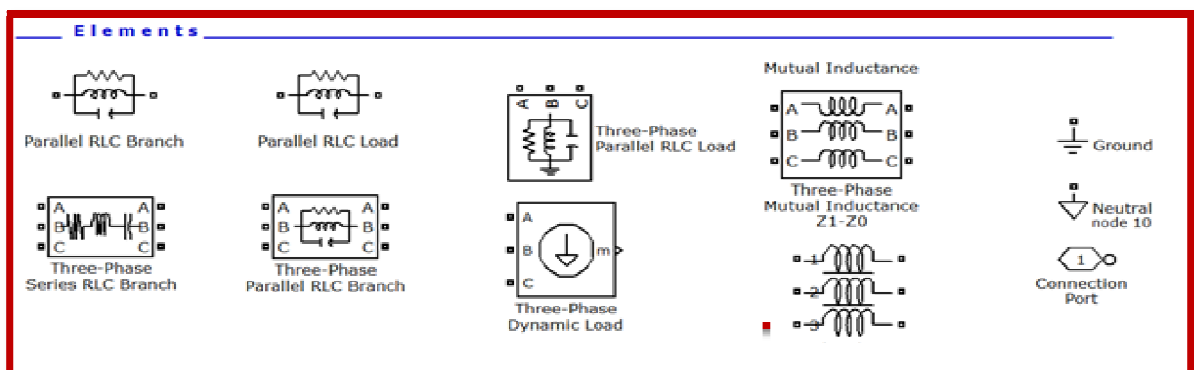 Elements
Mutual Inductance
A B C
Three-Phase
Parallel RLC Load
Parallel RLC Branch
Parallel RLC Load
A A
B B
C C
Ground
Three-Phase
Mutual Inductance
Z1-Z0
A A
B B
C C
Three-Phase
Series RLC Branch
A A
B B
C C
Three-Phase
Parallel RLC Branch
A
B m
C
Three-Phase
Dynamic Load
1
2
3
Neutral
node 10
1
Connection
Port